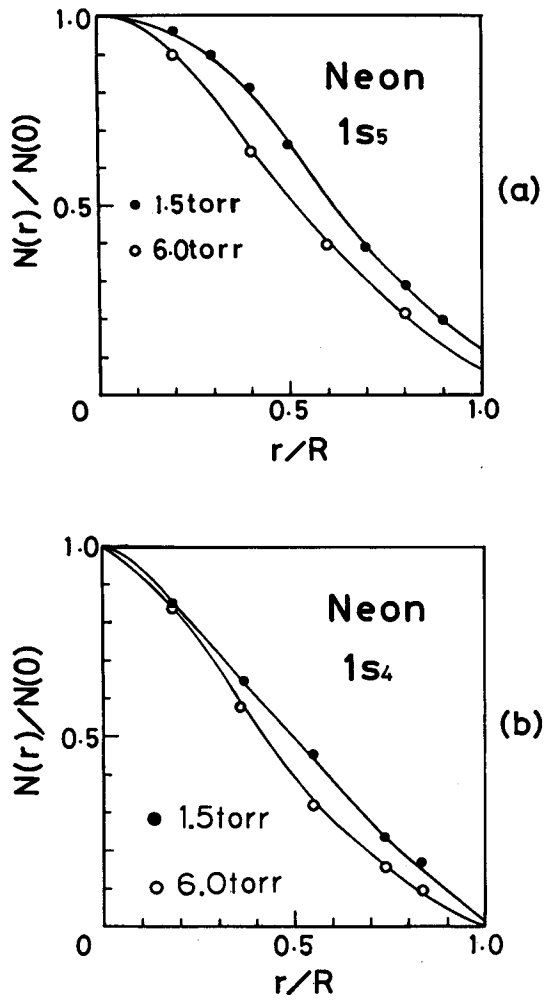 1.0
Neon
1s₅
N(r)/N(0)
0.5
• 1.5torr
○ 6.0torr
(a)
0
0.5
1.0
r/R
1.0
Neon
1s₄
N(r)/N(0)
0.5
• 1.5torr
○ 6.0torr
(b)
0
0.5
1.0
r/R